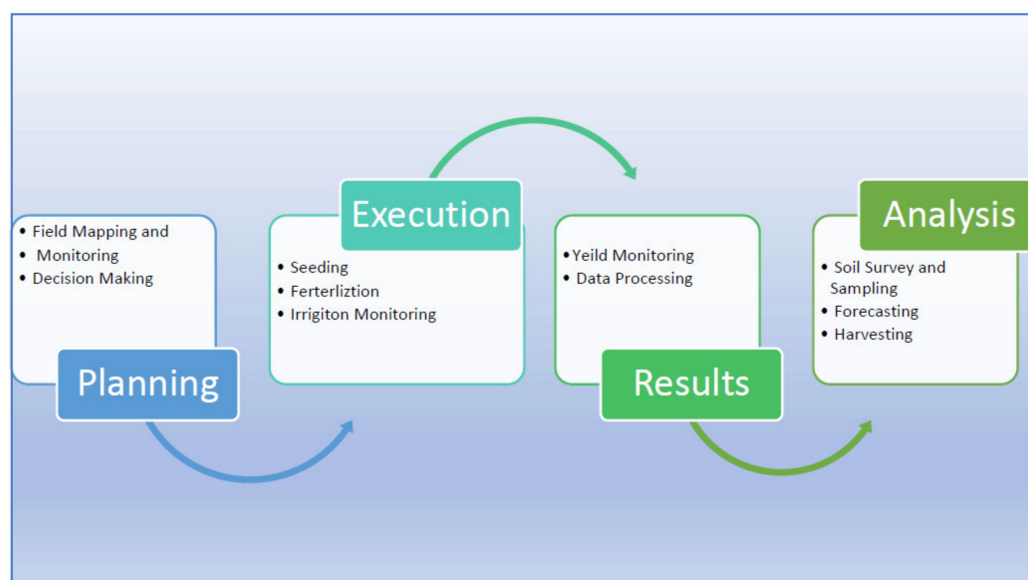 • Field Mapping and
• Monitoring
• Decision Making
Planning
Execution
• Seeding
• Ferterliztion
• Irrigiton Monitoring
•Yeild Monitoring
• Data Processing
Results
Analysis
• Soil Survey and
Sampling
• Forecasting
• Harvesting